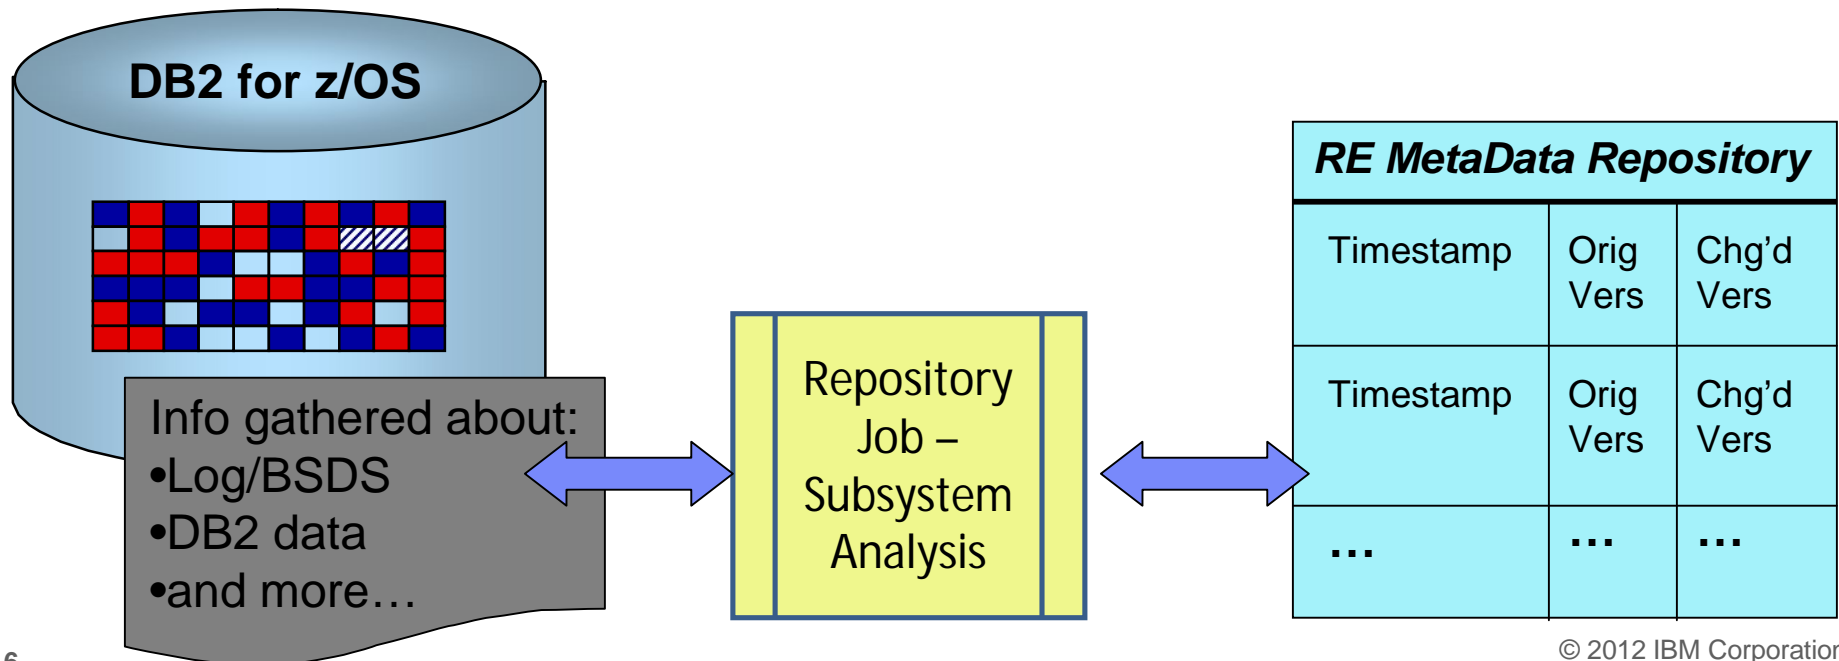 DB2 for z/OS
Info gathered about:
•Log/BSDS
•DB2 data
•and more…
Repository
Job –
Subsystem
Analysis
RE MetaData Repository
Timestamp Orig Chg'd
Vers Vers
Timestamp Orig Chg'd
Vers Vers
… … …
6
© 2012 IBM Corporation